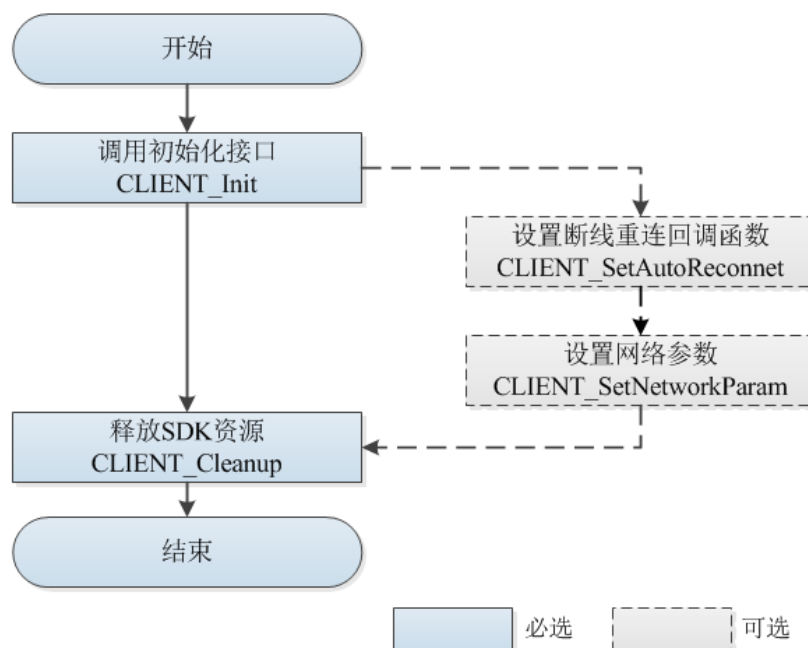 开始
调用初始化接口
CLIENT_Init
设置断线重连回调函数
CLIENT_SetAutoReconnet
设置网络参数
CLIENT_SetNetworkParam
释放SDK资源
CLIENT_Cleanup
结束
必选
可选